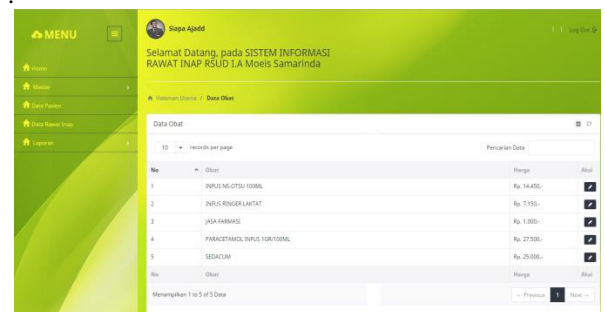 .
MENU
Siapa Ajadd
Log Out
Selamat Datang, pada SISTEM INFORMASI
RAWAT INAP RSUD I.A Moeis Samarinda
Home
Master
Data Pasien
Data Rawat Inap
Laporan
Halaman Utama / Data Obat
Data Obat
10 records per page
Pencarian Data
No Obat Harga Aksi
1 INFUS NS-OTSU 100ML Rp. 14.450,-
2 INFUS RINGER LAKTAT Rp. 7.150,-
3 JASA FARMASI Rp. 1.000,-
4 PARACETAMOL INFUS 1GR/100ML Rp. 27.500,-
5 SEDACUM Rp. 25.000,-
No Obat Harga Aksi
Menampilkan 1 to 5 of 5 Data
← Previous 1 Next →